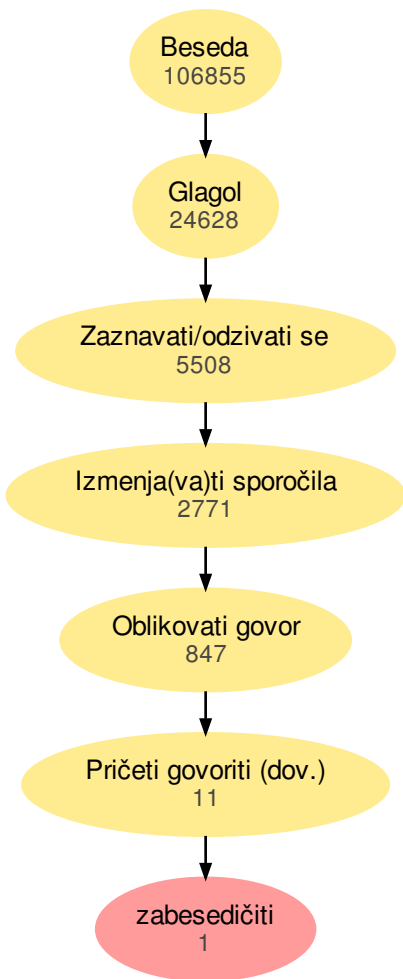 Beseda
106855
Glagol
24628
Zaznavati/odzivati se
5508
Izmenja(va)ti sporočila
2771
Oblikovati govor
847
Pričeti govoriti (dov.)
11
zabesedičiti
1